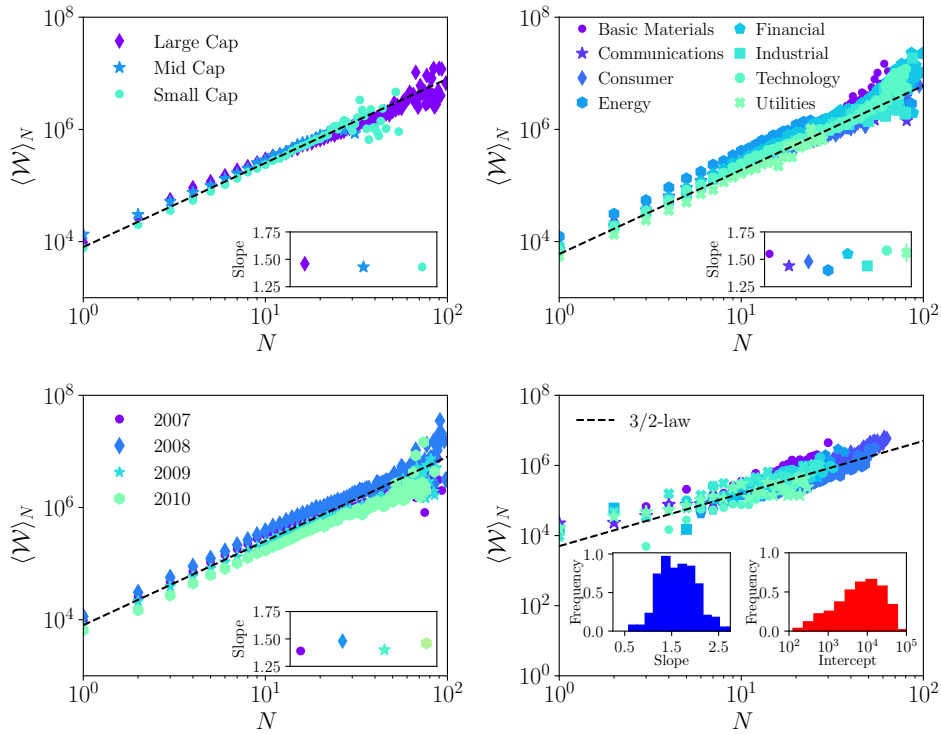 10^8
10^6
10^4
⟨𝒲⟩_N
Large Cap
Mid Cap
Small Cap
Slope
1.75
1.50
1.25
10^0
10^1
10^2
N
10^8
10^6
10^4
⟨𝒲⟩_N
Basic Materials
Communications
Consumer
Energy
Financial
Industrial
Technology
Utilities
Slope
1.75
1.50
1.25
10^0
10^1
10^2
N
10^8
10^6
10^4
⟨𝒲⟩_N
2007
2008
2009
2010
Slope
1.75
1.50
1.25
10^0
10^1
10^2
N
10^8
10^6
10^4
10^2
10^0
⟨𝒲⟩_N
3/2-law
Frequency
1.0
0.5
0.0
0.5
1.5
2.5
Slope
Frequency
1.0
0.5
0.0
10^2
10^3
10^4
10^5
Intercept
10^0
10^1
10^2
N